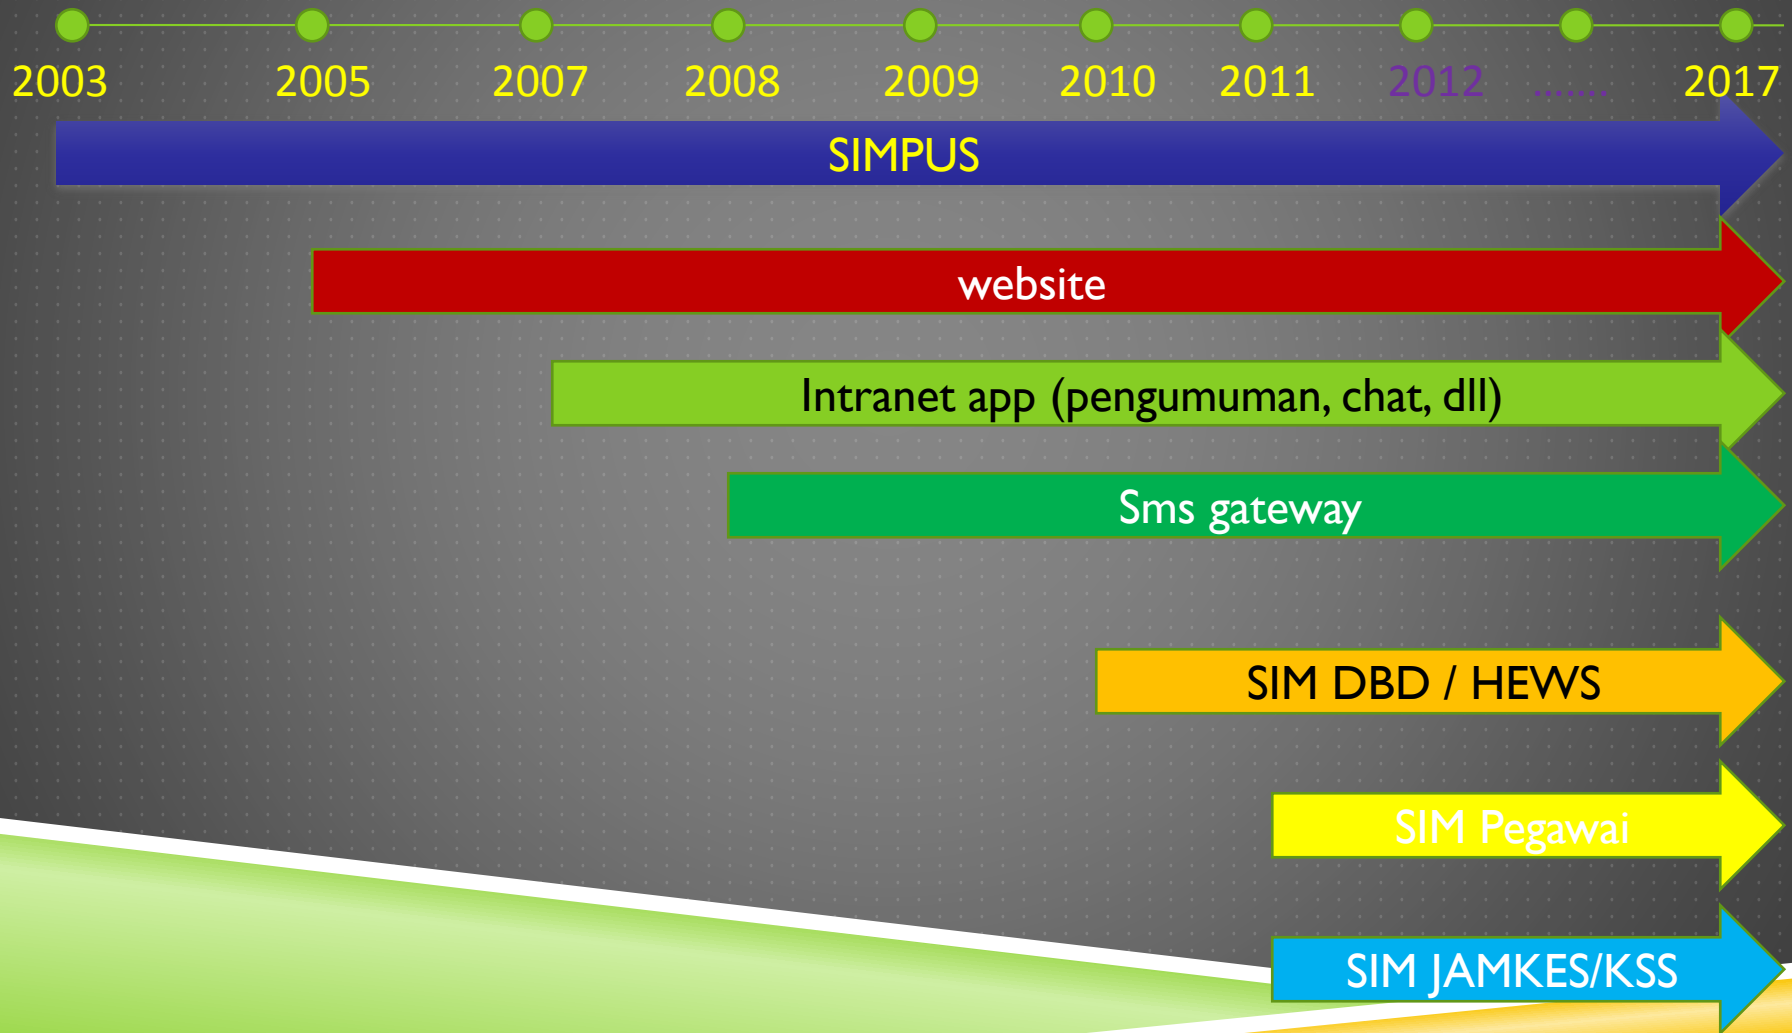 2003 2005 2007 2008 2009 2010 2011 2012 ....... 2017
SIMPUS
website
Intranet app (pengumuman, chat, dll)
Sms gateway
SIM DBD / HEWS
SIM Pegawai
SIM JAMKES/KSS